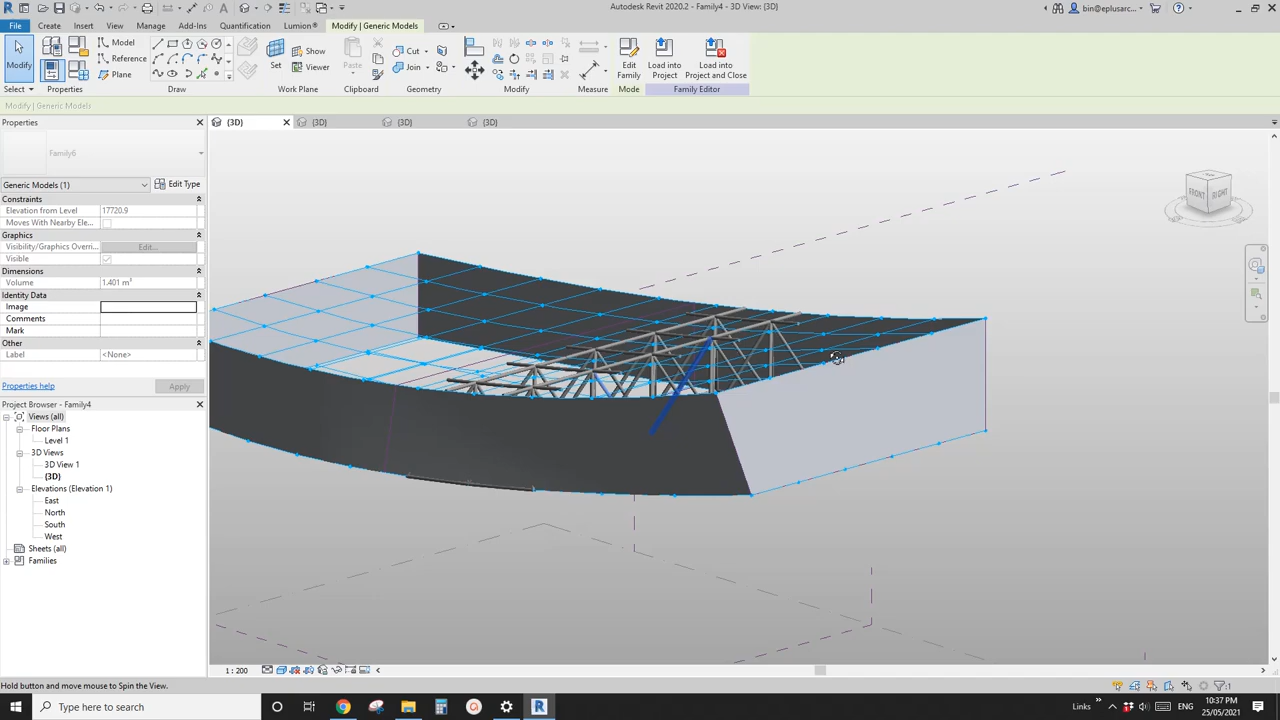 Autodesk Revit 2020.2 - Family4 - 3D View: {3D}
bin@eplusarc...
File Create Insert View Manage Add-Ins Quantification Lumion® Modify | Generic Models
Modify
Model
Reference
Plane
Set
Show
Viewer
Paste
Cut
Join
Edit Family
Load into Project
Load into Project and Close
Select Properties Draw Work Plane Clipboard Geometry Modify Measure Mode Family Editor
Modify | Generic Models
Properties
{3D} {3D} {3D} {3D}
Family6
Generic Models (1) Edit Type
Constraints
Elevation from Level 17720.9
Moves With Nearby Ele...
Graphics
Visibility/Graphics Overri... Edit...
Visible
Dimensions
Volume 1.401 m³
Identity Data
Image
Comments
Mark
Other
Label <None>
Properties help Apply
Project Browser - Family4
Views (all)
Floor Plans
Level 1
3D Views
3D View 1
{3D}
Elevations (Elevation 1)
East
North
South
West
Sheets (all)
Families
FRONT RIGHT
1 : 200
Hold button and move mouse to Spin the View.
:1
Type here to search
Links
ENG
10:37 PM
25/05/2021